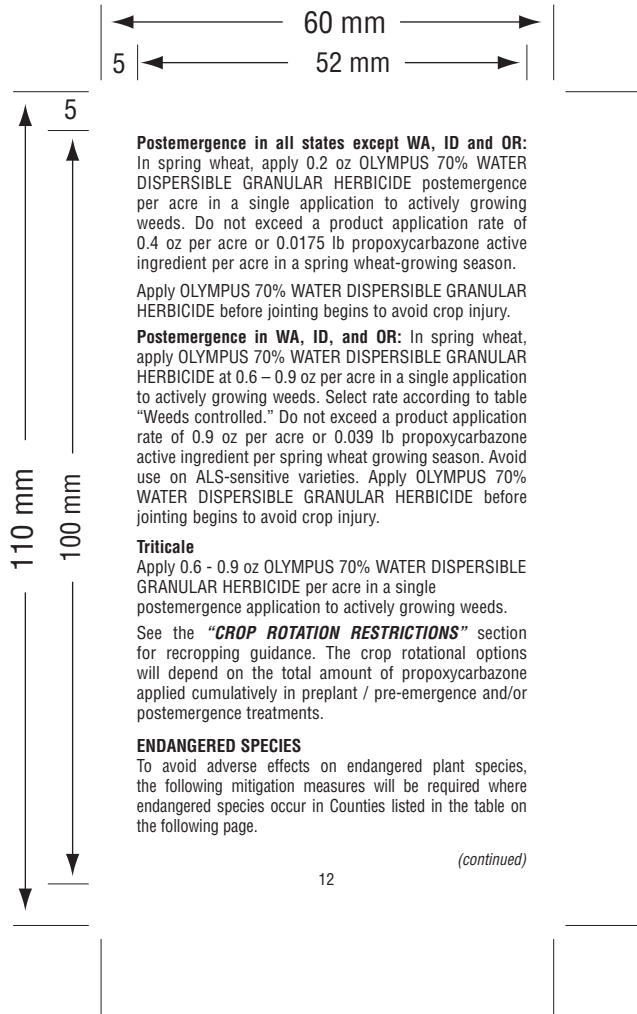 60 mm
5
52 mm
5
110 mm
100 mm
Postemergence in all states except WA, ID and OR:
In spring wheat, apply 0.2 oz OLYMPUS 70% WATER
DISPERSIBLE GRANULAR HERBICIDE postemergence
per acre in a single application to actively growing
weeds. Do not exceed a product application rate of
0.4 oz per acre or 0.0175 lb propoxycarbazone active
ingredient per acre in a spring wheat-growing season.
Apply OLYMPUS 70% WATER DISPERSIBLE GRANULAR
HERBICIDE before jointing begins to avoid crop injury.
Postemergence in WA, ID, and OR: In spring wheat,
apply OLYMPUS 70% WATER DISPERSIBLE GRANULAR
HERBICIDE at 0.6 – 0.9 oz per acre in a single application
to actively growing weeds. Select rate according to table
“Weeds controlled.” Do not exceed a product application
rate of 0.9 oz per acre or 0.039 lb propoxycarbazone
active ingredient per spring wheat growing season. Avoid
use on ALS-sensitive varieties. Apply OLYMPUS 70%
WATER DISPERSIBLE GRANULAR HERBICIDE before
jointing begins to avoid crop injury.
Triticale
Apply 0.6 - 0.9 oz OLYMPUS 70% WATER DISPERSIBLE
GRANULAR HERBICIDE per acre in a single
postemergence application to actively growing weeds.
See the “CROP ROTATION RESTRICTIONS” section
for recropping guidance. The crop rotational options
will depend on the total amount of propoxycarbazone
applied cumulatively in preplant / pre-emergence and/or
postemergence treatments.
ENDANGERED SPECIES
To avoid adverse effects on endangered plant species,
the following mitigation measures will be required where
endangered species occur in Counties listed in the table on
the following page.
(continued)
12